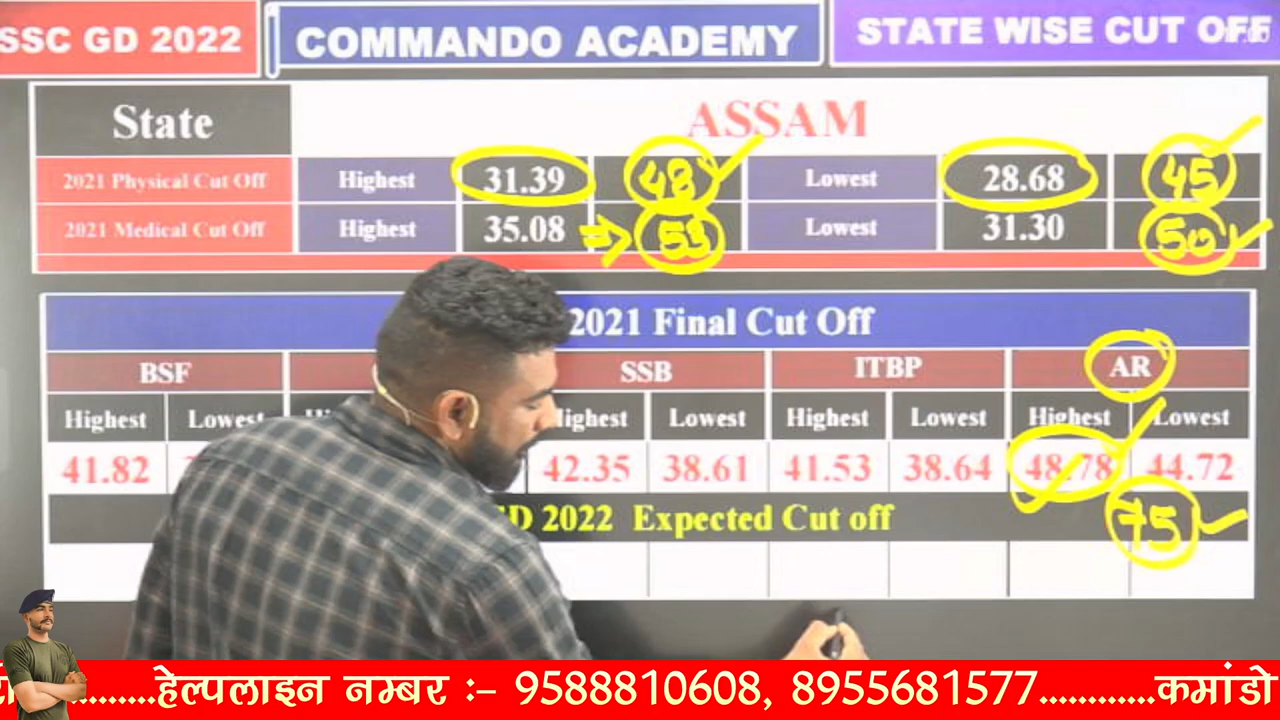 SSC GD 2022
COMMANDO ACADEMY
STATE WISE CUT OFF
State ASSAM
2021 Physical Cut Off Highest 31.39 48 Lowest 28.68 45
2021 Medical Cut Off Highest 35.08 ⇒ 53 Lowest 31.30 50
2021 Final Cut Off
BSF SSB ITBP AR
Highest Lowest Highest Lowest Highest Lowest Highest Lowest
41.82 42.35 38.61 41.53 38.64 48.78 44.72
2022 Expected Cut off 75
.........हेल्पलाइन नम्बर :- 9588810608, 8955681577............कमांडो